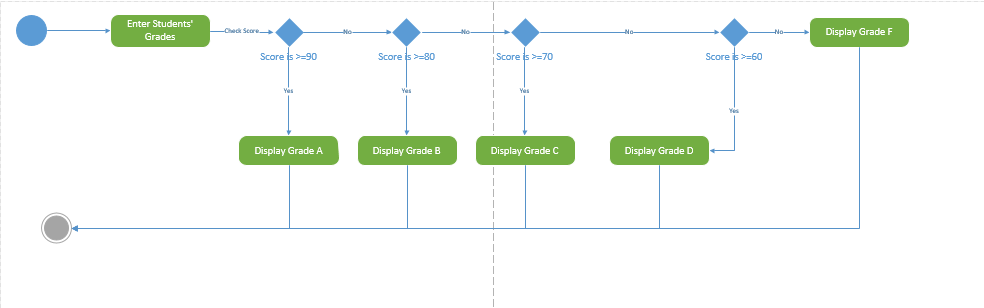 Enter Students'
Grades
Check Score
No
No
No
No
Display Grade F
Score is >=90
Score is >=80
Score is >=70
Score is >=60
Yes
Yes
Yes
Yes
Display Grade A
Display Grade B
Display Grade C
Display Grade D